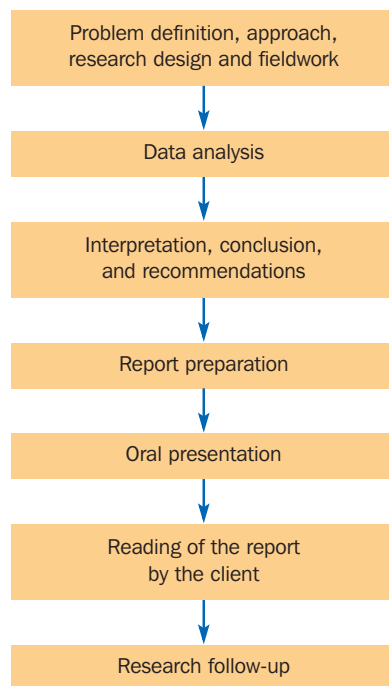 Problem definition, approach,
research design and fieldwork
Data analysis
Interpretation, conclusion,
and recommendations
Report preparation
Oral presentation
Reading of the report
by the client
Research follow-up